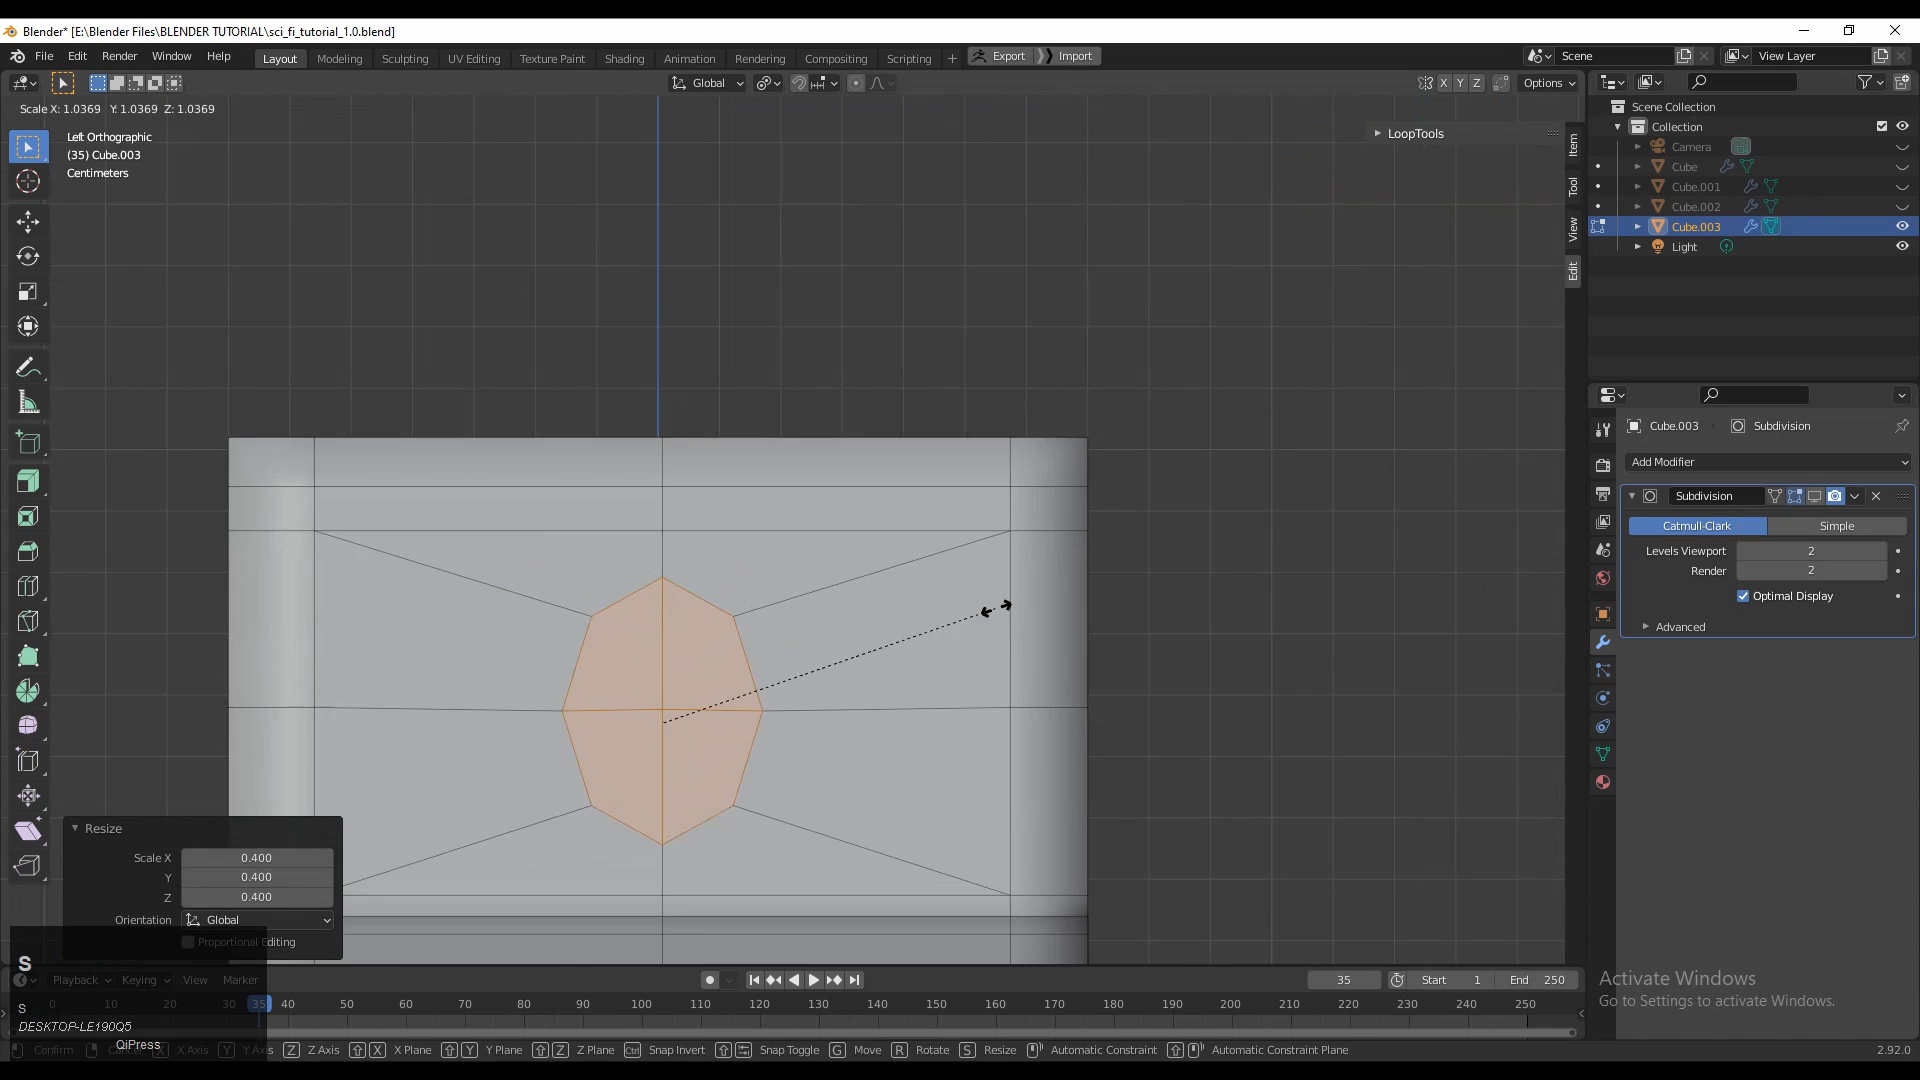 Blender* [E:\Blender Files\BLENDER TUTORIAL\sci_fi_tutorial_1.0.blend]
File Edit Render Window Help Layout Modeling Sculpting UV Editing Texture Paint Shading Animation Rendering Compositing Scripting + Export Import Scene View Layer
Global X Y Z Options
Scale X: 1.0369 Y: 1.0369 Z: 1.0369
Left Orthographic
(35) Cube.003
Centimeters
LoopTools
Item
Tool
View
Edit
Scene Collection
Collection
Camera
Cube
Cube.001
Cube.002
Cube.003
Light
Cube.003 Subdivision
Add Modifier
Subdivision
Catmull-Clark Simple
Levels Viewport 2
Render 2
Optimal Display
Advanced
Resize
Scale X 0.400
Y 0.400
Z 0.400
Orientation Global
Proportional Editing
S
Playback Keying View Marker 35 Start 1 End 250
0 10 20 30 35 40 50 60 70 80 90 100 110 120 130 140 150 160 170 180 190 200 210 220 230 240 250
S
DESKTOP-LE190Q5
QiPress
Confirm Cancel X X Axis Y Y Axis Z Z Axis X X Plane Y Y Plane Z Z Plane Ctrl Snap Invert Snap Toggle G Move R Rotate S Resize Automatic Constraint Automatic Constraint Plane 2.92.0
Activate Windows
Go to Settings to activate Windows.